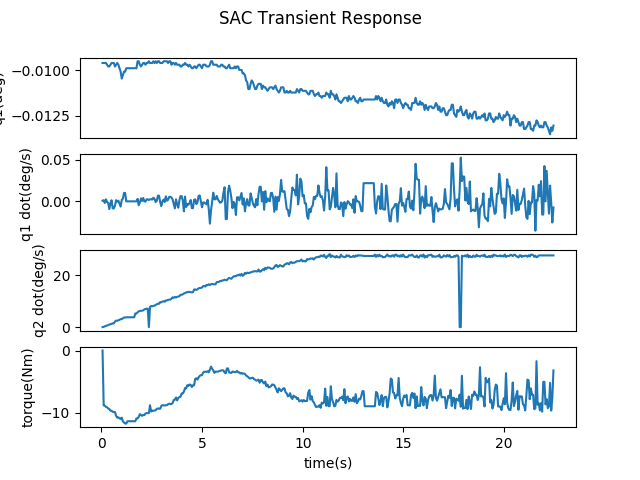 SAC Transient Response
−0.0100
−0.0125
0.05
0.00
q1 dot(deg/s)
20
0
q2 dot(deg/s)
0
−10
torque(Nm)
0
5
10
15
20
time(s)